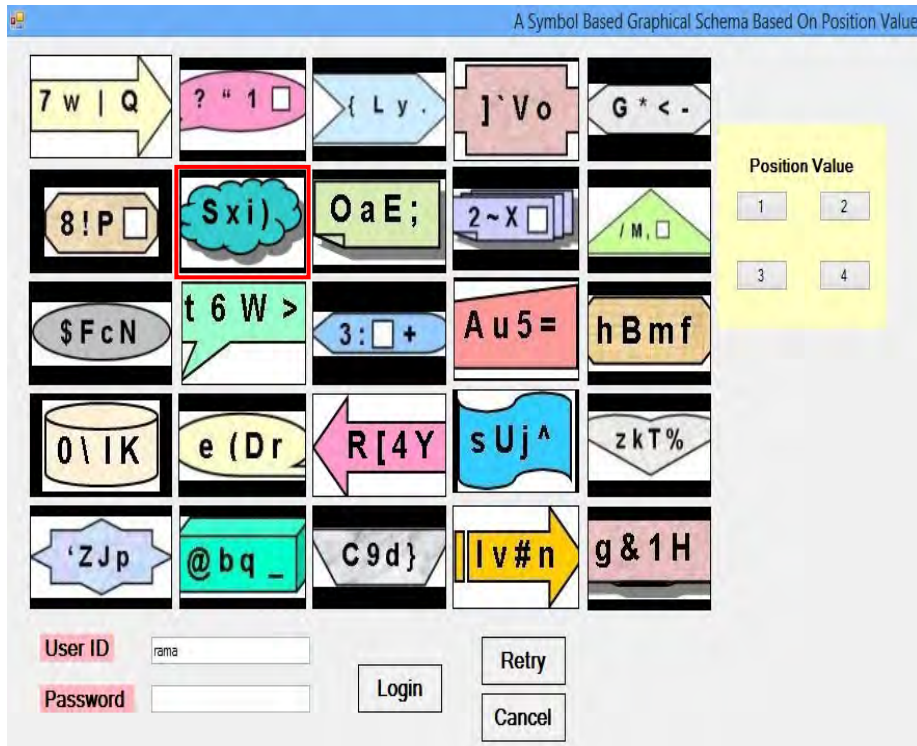 A Symbol Based Graphical Schema Based On Position Value
7 w | Q
? “ 1 □
{ L y .
] ` V o
G * < -
Position Value
1 2
3 4
8 ! P □
S x i )
O a E ;
2 ~ X □
/ M , □
$ F c N
t 6 W >
3 : □ +
A u 5 =
h B m f
0 \ I K
e ( D r
R [ 4 Y
s U j ^
z k T %
‘ Z J p
@ b q _
C 9 d }
l v # n
g & 1 H
User ID rama
Password
Login
Retry
Cancel